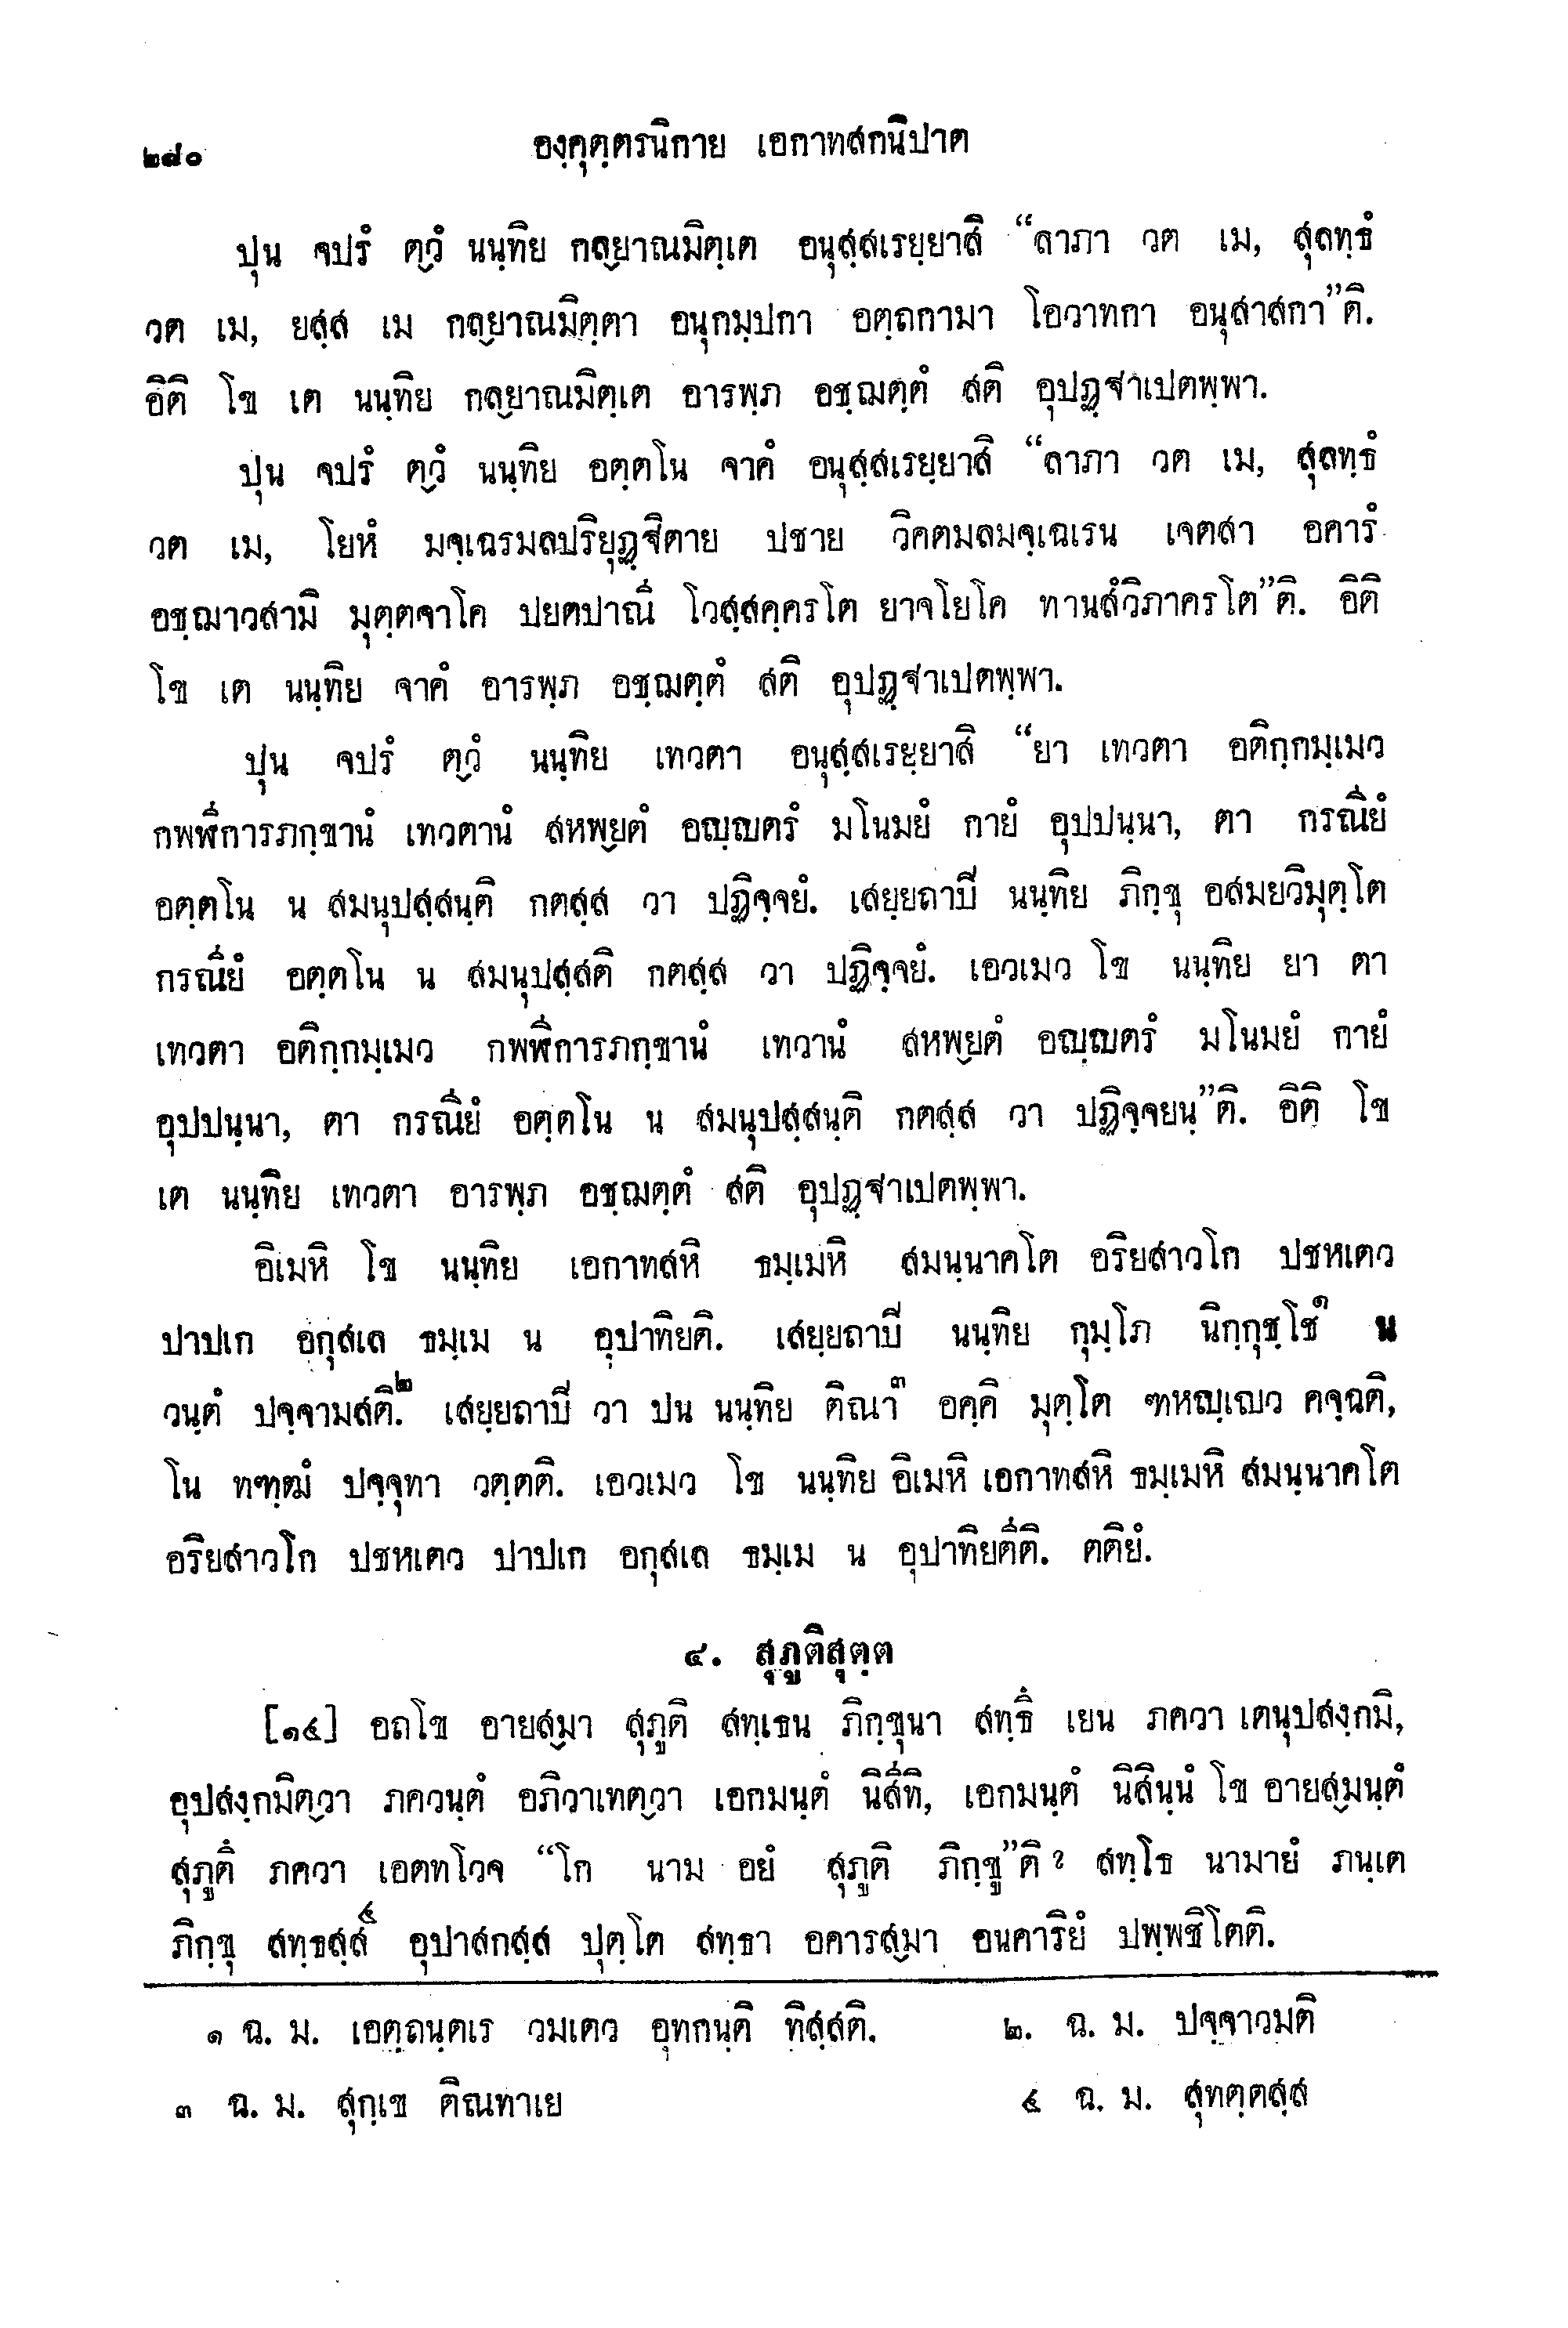 ๒๘๐ องฺคุตฺตรนิกาย เอกาทสกนิปาต
ปุน จปรํ ตฺวํ นนฺทิย กลฺยาณมิตฺเต อนุสฺสเรยฺยาสิ “ลาภา วต เม, สุลทฺธํ
วต เม, ยสฺส เม กลฺยาณมิตฺตา อนุกมฺปกา อตฺถกามา โอวาทกา อนุสาสกา”ติ.
อิติ โข เต นนฺทิย กลฺยาณมิตฺเต อารพฺภ อชฺฌตฺตํ สติ อุปฏฺฐาเปตพฺพา.
ปุน จปรํ ตฺวํ นนฺทิย อตฺตโน จาคํ อนุสฺสเรยฺยาสิ “ลาภา วต เม, สุลทฺธํ
วต เม, โยหํ มจฺเฉรมลปริยุฏฺฐิตาย ปชาย วิคตมลมจฺเฉเรน เจตสา อคารํ
อชฺฌาวสามิ มุตฺตจาโค ปยตปาณี โวสฺสคฺครโต ยาจโยโค ทานสํวิภาครโต”ติ. อิติ
โข เต นนฺทิย จาคํ อารพฺภ อชฺฌตฺตํ สติ อุปฏฺฐาเปตพฺพา.
ปุน จปรํ ตฺวํ นนฺทิย เทวตา อนุสฺสเรยฺยาสิ “ยา เทวตา อติกฺกมฺเมว
กพฬีการภกฺขานํ เทวตานํ สหพฺยตํ อญฺญตรํ มโนมยํ กายํ อุปปนฺนา, ตา กรณียํ
อตฺตโน น สมนุปสฺสนฺติ กตสฺส วา ปฏิจฺจยํ. เสยฺยถาปี นนฺทิย ภิกฺขุ อสมยวิมุตฺโต
กรณียํ อตฺตโน น สมนุปสฺสติ กตสฺส วา ปฏิจฺจยํ. เอวเมว โข นนฺทิย ยา ตา
เทวตา อติกฺกมฺเมว กพฬีการภกฺขานํ เทวานํ สหพฺยตํ อญฺญตรํ มโนมยํ กายํ
อุปปนฺนา, ตา กรณียํ อตฺตโน น สมนุปสฺสนฺติ กตสฺส วา ปฏิจฺจยนฺ”ติ. อิติ โข
เต นนฺทิย เทวตา อารพฺภ อชฺฌตฺตํ สติ อุปฏฺฐาเปตพฺพา.
อิเมหิ โข นนฺทิย เอกาทสหิ ธมฺเมหิ สมนฺนาคโต อริยสาวโก ปชหเตว
ปาปเก อกุสเล ธมฺเม น อุปาทิยติ. เสยฺยถาปี นนฺทิย กุมฺโภ นิกฺกุชฺโช๑ น
วนฺตํ ปจฺจามสติ.๒ เสยฺยถาปี วา ปน นนฺทิย ติณา๓ อคฺคิ มุตฺโต ฑหญฺเญว คจฺฉติ,
โน ทฑฺฒํ ปจฺจุทา วตฺตติ. เอวเมว โข นนฺทิย อิเมหิ เอกาทสหิ ธมฺเมหิ สมนฺนาคโต
อริยสาวโก ปชหเตว ปาปเก อกุสเล ธมฺเม น อุปาทิยตีติ. ตติยํ.
๔. สุภูติสุตฺต
[๑๔] อถโข อายสฺมา สุภูติ สทฺเธน ภิกฺขุนา สทฺธึ เยน ภควา เตนุปสงฺกมิ,
อุปสงฺกมิตฺวา ภควนฺตํ อภิวาเทตฺวา เอกมนฺตํ นิสีทิ, เอกมนฺตํ นิสินฺนํ โข อายสฺมนฺตํ
สุภูตึ ภควา เอตทโวจ “โก นาม อยํ สุภูติ ภิกฺขู”ติ ? สทฺโธ นามายํ ภนฺเต
ภิกฺขุ สทฺธสฺส๔ อุปาสกสฺส ปุตฺโต สทฺธา อคารสฺมา อนคาริยํ ปพฺพชิโตติ.
๑ ฉ. ม. เอตฺถนฺตเร วมเตว อุทกนฺติ ทิสฺสติ. ๒. ฉ. ม. ปจฺจาวมติ
๓ ฉ. ม. สุกฺเข ติณทาเย ๔ ฉ. ม. สุทตฺตสฺส